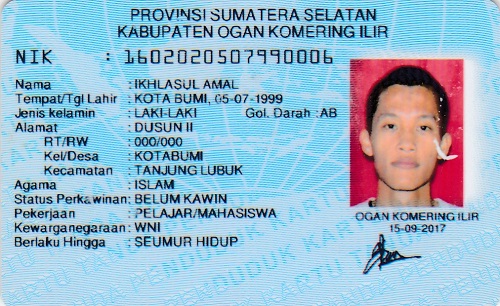 PROVINSI SUMATERA SELATAN
KABUPATEN OGAN KOMERING ILIR
NIK : 1602020507990006
Nama : IKHLASUL AMAL
Tempat/Tgl Lahir : KOTA BUMI, 05-07-1999
Jenis kelamin : LAKI-LAKI Gol. Darah : AB
Alamat : DUSUN II
RT/RW : 000/000
Kel/Desa : KOTABUMI
Kecamatan : TANJUNG LUBUK
Agama : ISLAM
Status Perkawinan: BELUM KAWIN
Pekerjaan : PELAJAR/MAHASISWA
Kewarganegaraan: WNI
Berlaku Hingga : SEUMUR HIDUP
OGAN KOMERING ILIR
15-09-2017